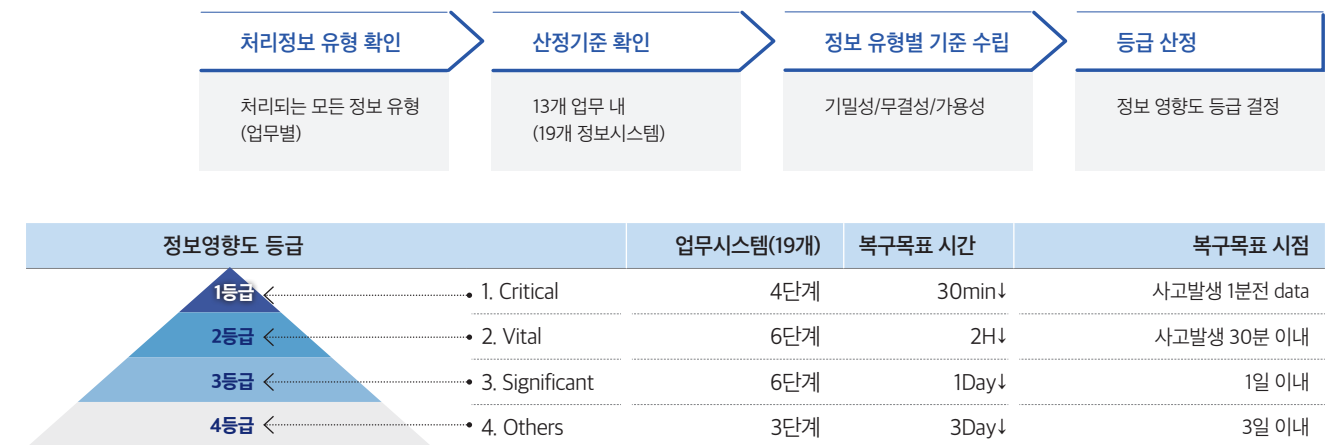 처리정보 유형 확인
산정기준 확인
정보 유형별 기준 수립
등급 산정
처리되는 모든 정보 유형
(업무별)
13개 업무 내
(19개 정보시스템)
기밀성/무결성/가용성
정보 영향도 등급 결정
정보영향도 등급 업무시스템(19개) 복구목표 시간 복구목표 시점
1등급 • 1. Critical 4단계 30min↓ 사고발생 1분전 data
2등급 • 2. Vital 6단계 2H↓ 사고발생 30분 이내
3등급 • 3. Significant 6단계 1Day↓ 1일 이내
4등급 • 4. Others 3단계 3Day↓ 3일 이내